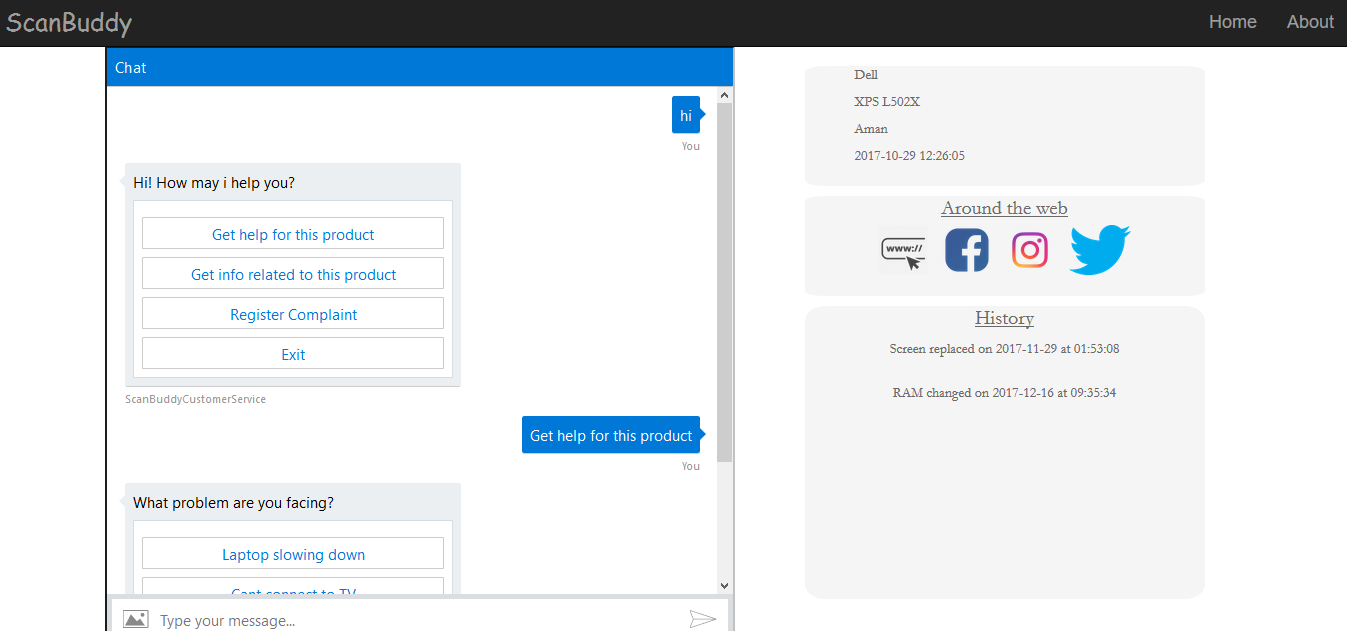 ScanBuddy
Home
About
Chat
hi
You
Hi! How may i help you?
Get help for this product
Get info related to this product
Register Complaint
Exit
ScanBuddyCustomerService
Get help for this product
You
What problem are you facing?
Laptop slowing down
Cant connect to TV
Type your message...
Dell
XPS L502X
Aman
2017-10-29 12:26:05
Around the web
www://
History
Screen replaced on 2017-11-29 at 01:53:08
RAM changed on 2017-12-16 at 09:35:34